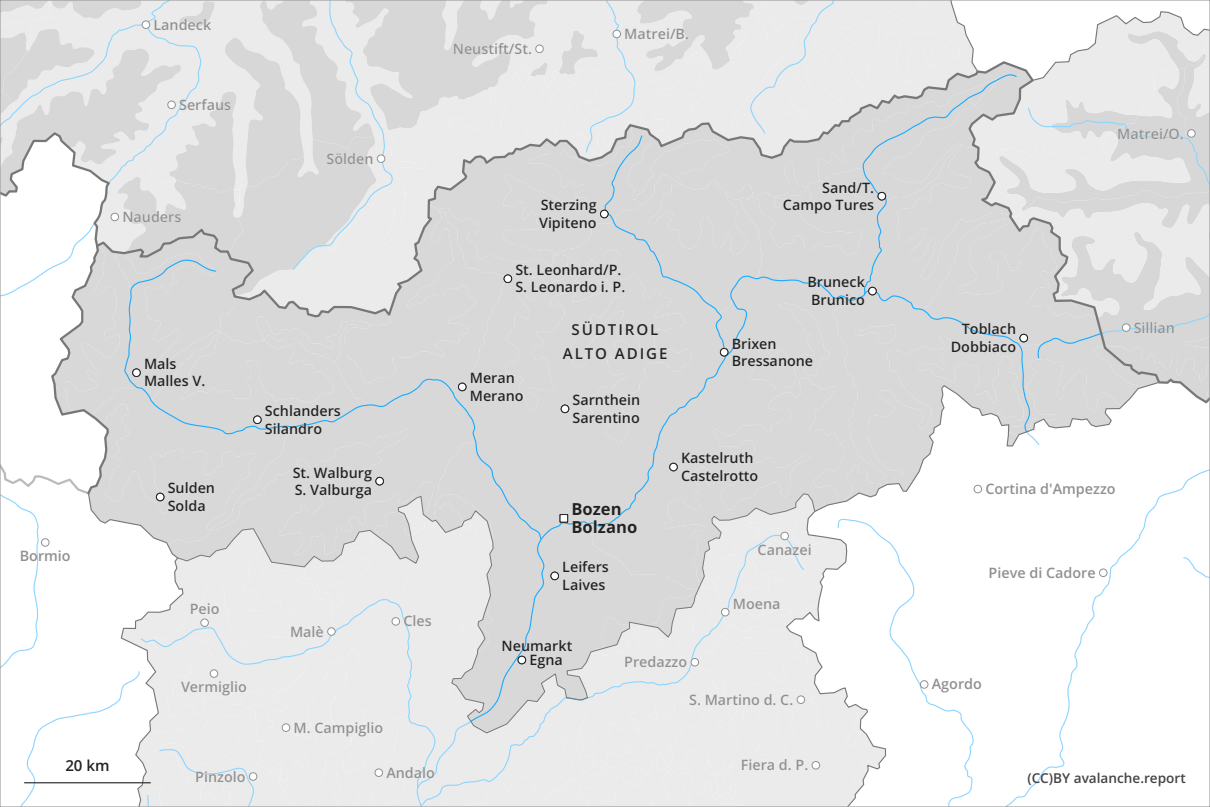 Landeck
Matrei/B.
Neustift/St.
Serfaus
Matrei/O.
Sölden
Nauders
Sand/T.
Campo Tures
Sterzing
Vipiteno
St. Leonhard/P.
S. Leonardo i. P.
Bruneck
Brunico
SÜDTIROL
ALTO ADIGE
Toblach
Dobbiaco
Sillian
Brixen
Bressanone
Mals
Malles V.
Meran
Merano
Sarnthein
Sarentino
Schlanders
Silandro
Kastelruth
Castelrotto
St. Walburg
S. Valburga
Sulden
Solda
Cortina d'Ampezzo
Bozen
Bolzano
Bormio
Canazei
Leifers
Laives
Pieve di Cadore
Peio
Moena
Malè
Cles
Neumarkt
Egna
Predazzo
Vermiglio
Agordo
S. Martino d. C.
M. Campiglio
20 km
Pinzolo
Andalo
Fiera d. P.
(CC)BY avalanche.report